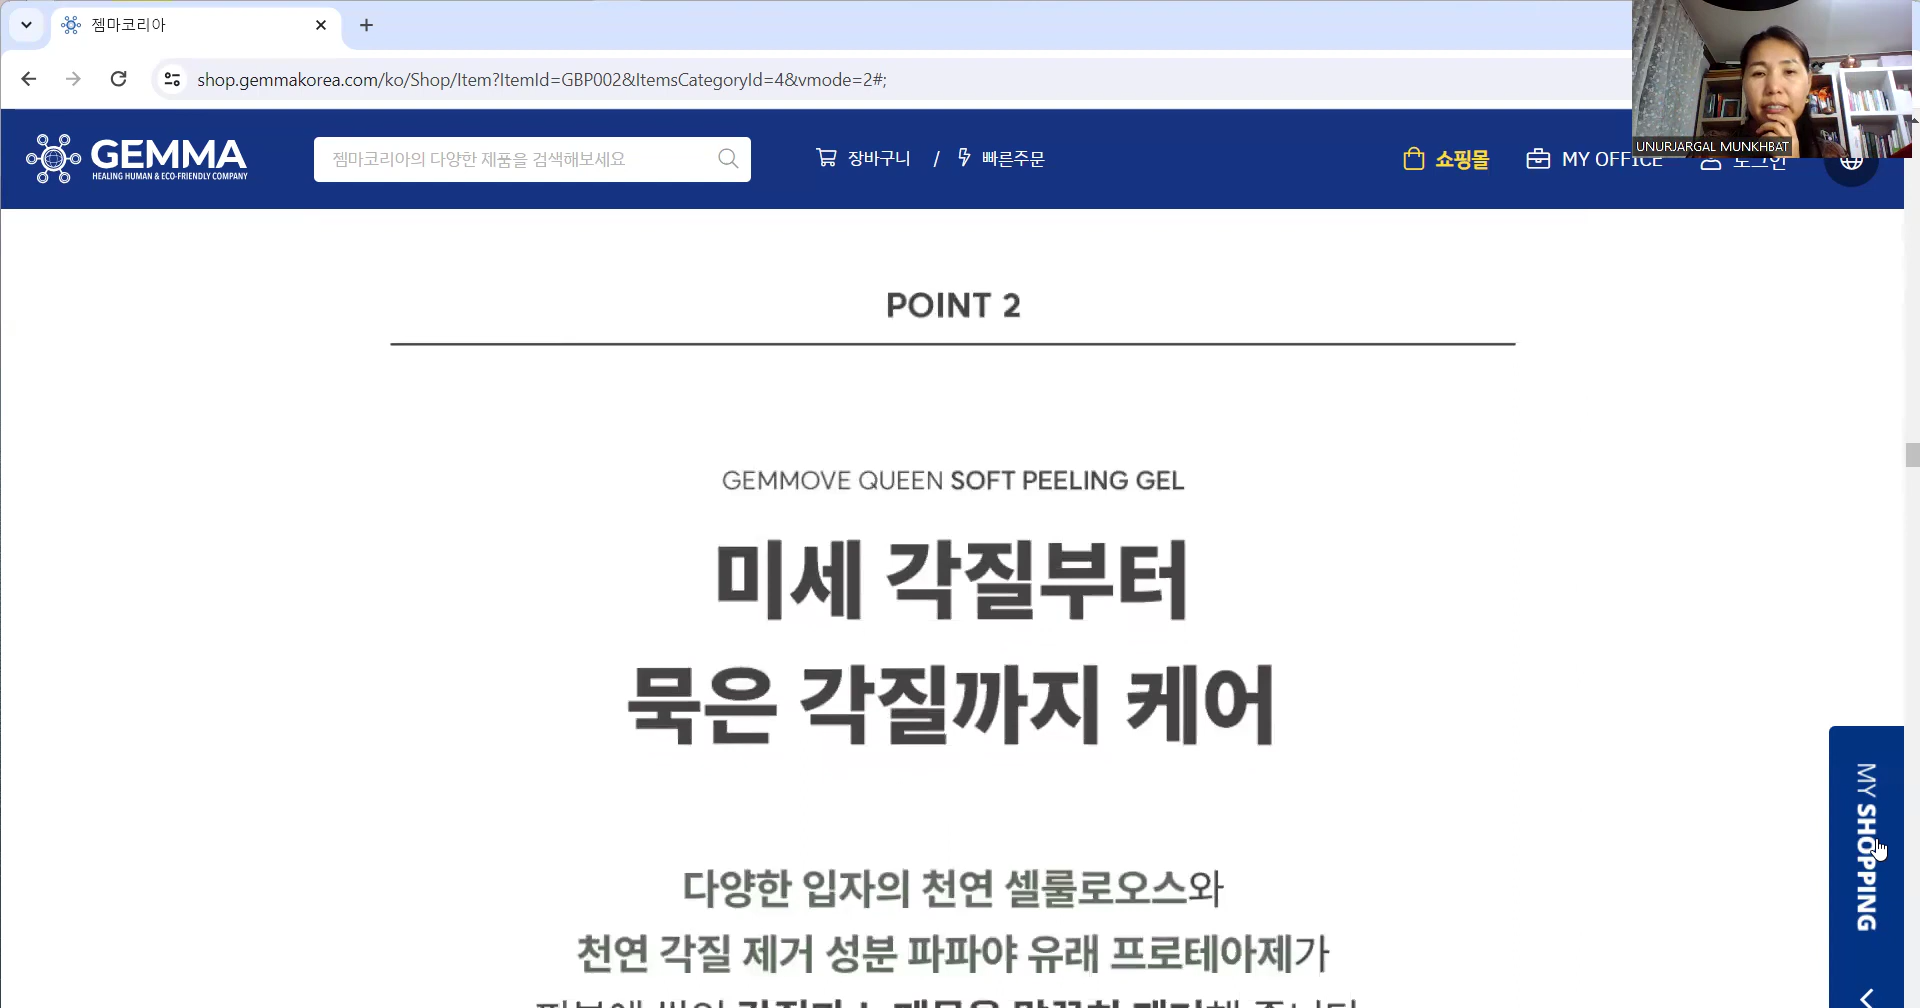 젬마코리아
shop.gemmakorea.com/ko/Shop/Item?ItemId=GBP002&ItemsCategoryId=4&vmode=2#;
UNURJARGAL MUNKHBAT
GEMMA
HEALING HUMAN & ECO-FRIENDLY COMPANY
젬마코리아의 다양한 제품을 검색해보세요
장바구니 / 빠른주문
쇼핑몰
MY OFFICE
로그인
POINT 2
GEMMOVE QUEEN SOFT PEELING GEL
미세 각질부터
묵은 각질까지 케어
다양한 입자의 천연 셀룰로오스와
천연 각질 제거 성분 파파야 유래 프로테아제가
MY SHOPPING